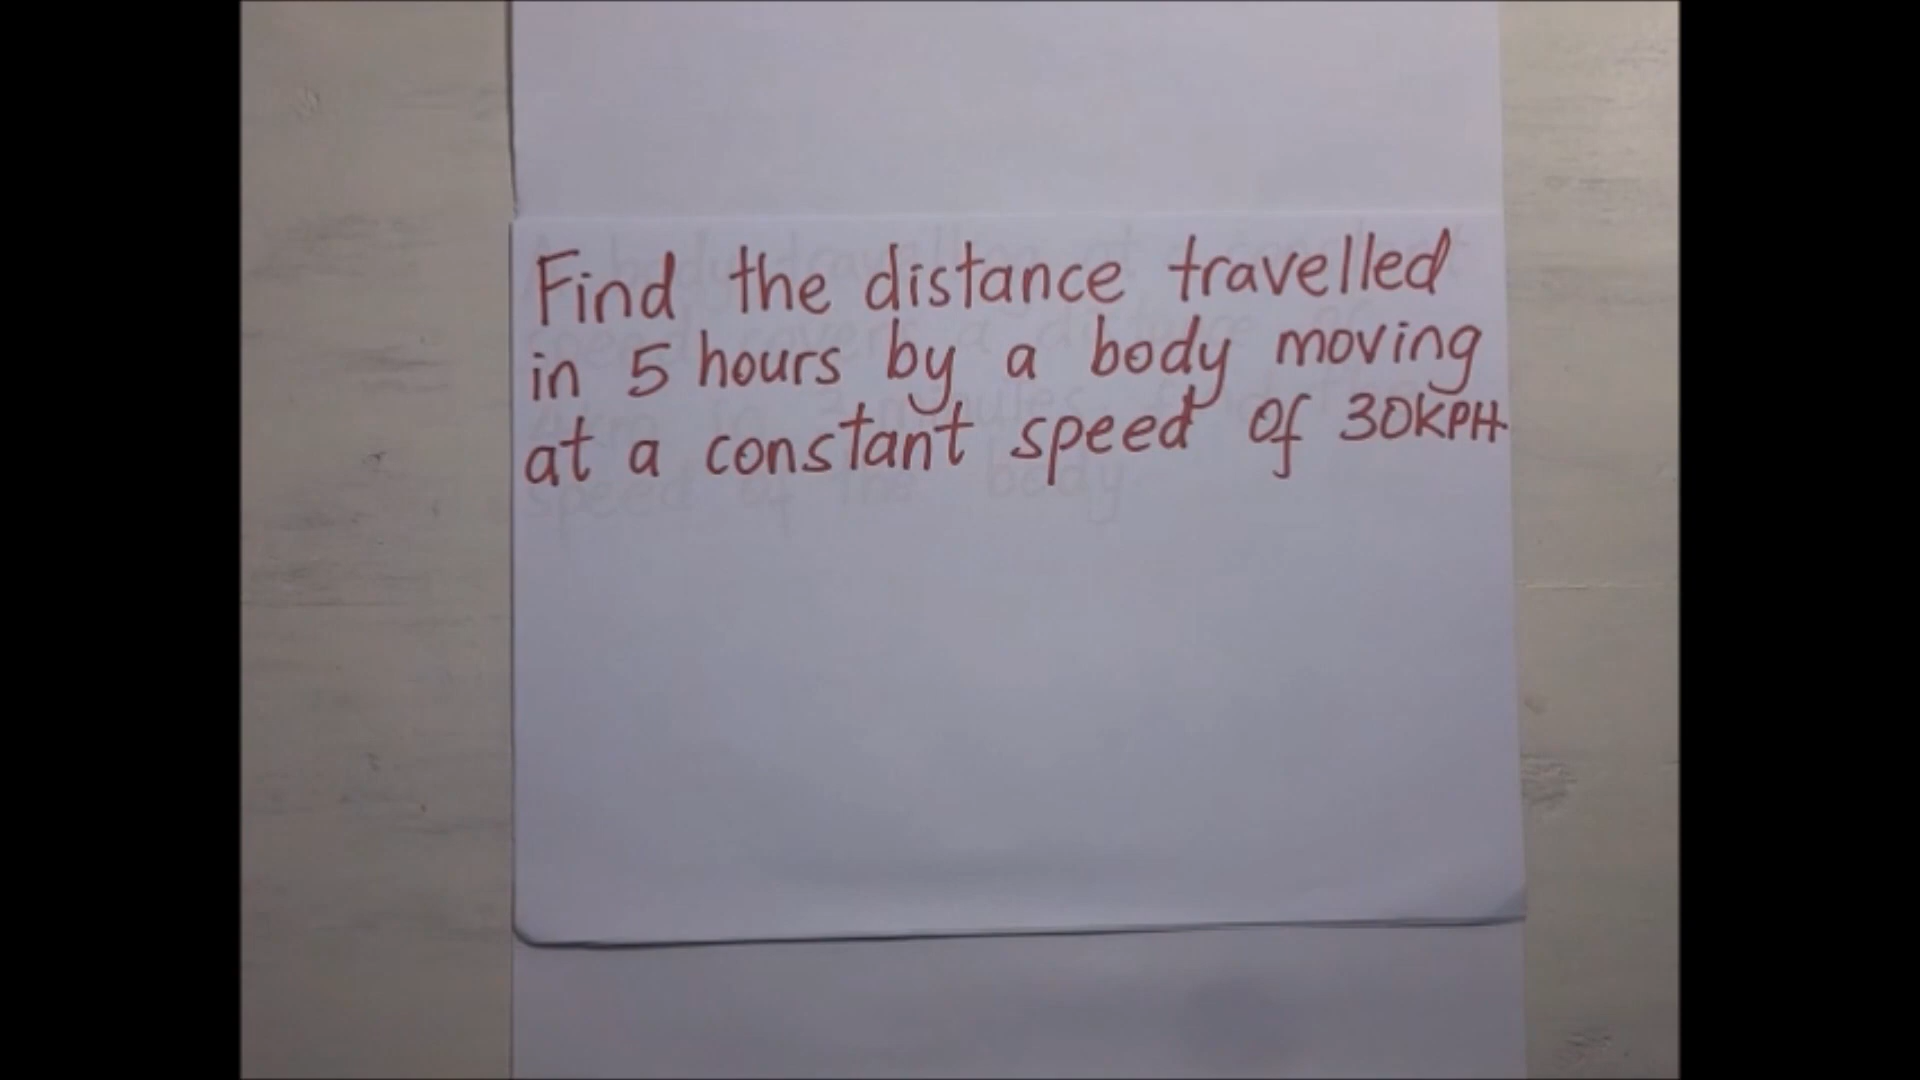 Find the distance travelled
in 5 hours by a body moving
at a constant speed of 30KPH